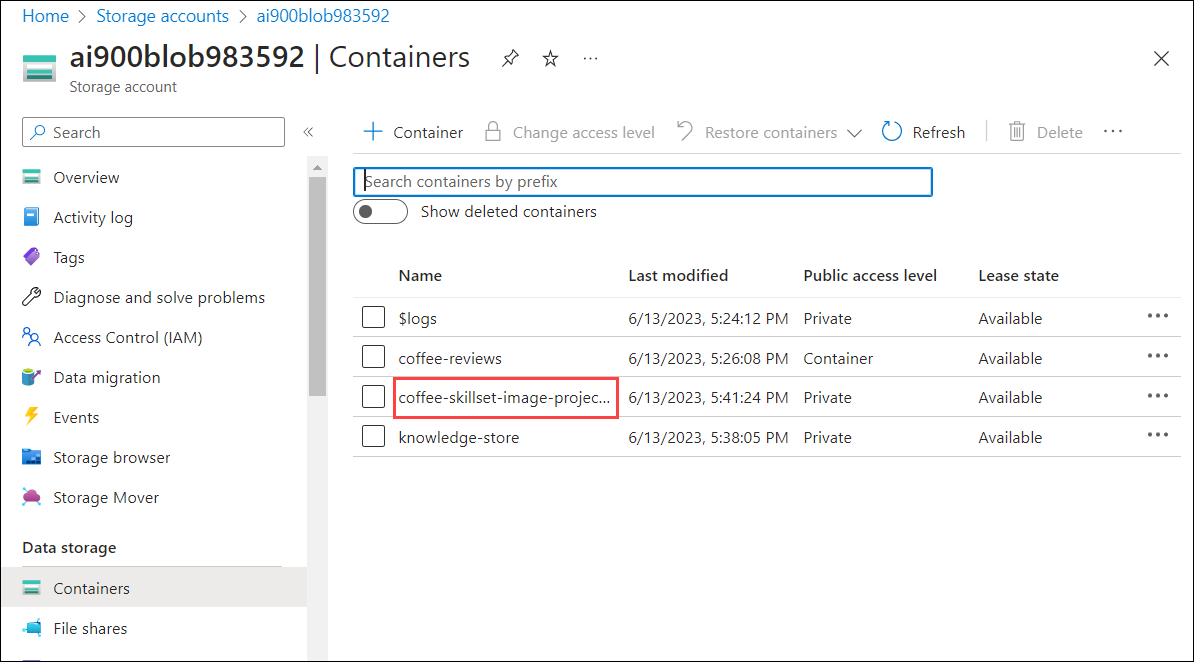 Home > Storage accounts > ai900blob983592
ai900blob983592 | Containers
Storage account
Search
Overview
Activity log
Tags
Diagnose and solve problems
Access Control (IAM)
Data migration
Events
Storage browser
Storage Mover
Data storage
Containers
File shares
Container Change access level Restore containers Refresh Delete
Search containers by prefix
Show deleted containers
Name Last modified Public access level Lease state
$logs 6/13/2023, 5:24:12 PM Private Available
coffee-reviews 6/13/2023, 5:26:08 PM Container Available
coffee-skillset-image-projec... 6/13/2023, 5:41:24 PM Private Available
knowledge-store 6/13/2023, 5:38:05 PM Private Available